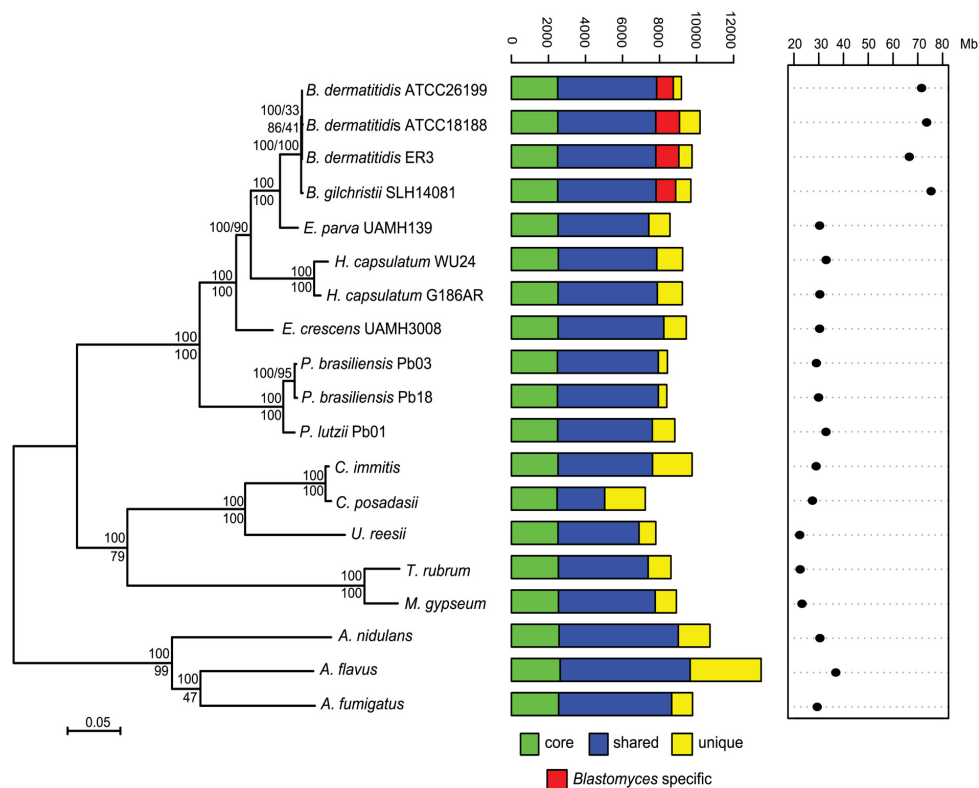 0 2000 4000 6000 8000 10000 12000
20 30 40 50 60 70 80 Mb
B. dermatitidis ATCC26199
100/33
B. dermatitidis ATCC18188
86/41
100/100
B. dermatitidis ER3
100
100
B. gilchristii SLH14081
100/90
E. parva UAMH139
H. capsulatum WU24
100
100
H. capsulatum G186AR
100
100
E. crescens UAMH3008
100
100
P. brasiliensis Pb03
100/95
P. brasiliensis Pb18
100
100
P. lutzii Pb01
C. immitis
100
100
C. posadasii
100
100
U. reesii
100
79
T. rubrum
100
100
M. gypseum
A. nidulans
100
99
A. flavus
100
47
A. fumigatus
0.05
core shared unique
Blastomyces specific